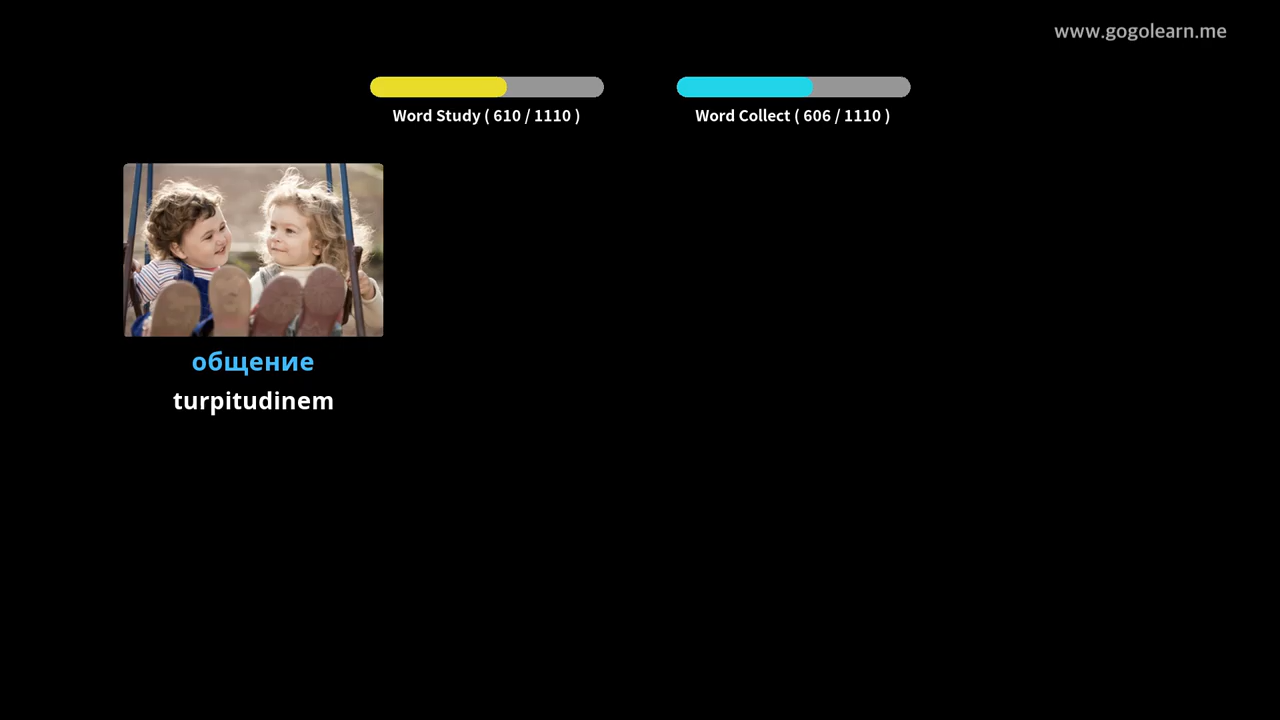 www.gogolearn.me
Word Study ( 610 / 1110 )
Word Collect ( 606 / 1110 )
общение
turpitudinem